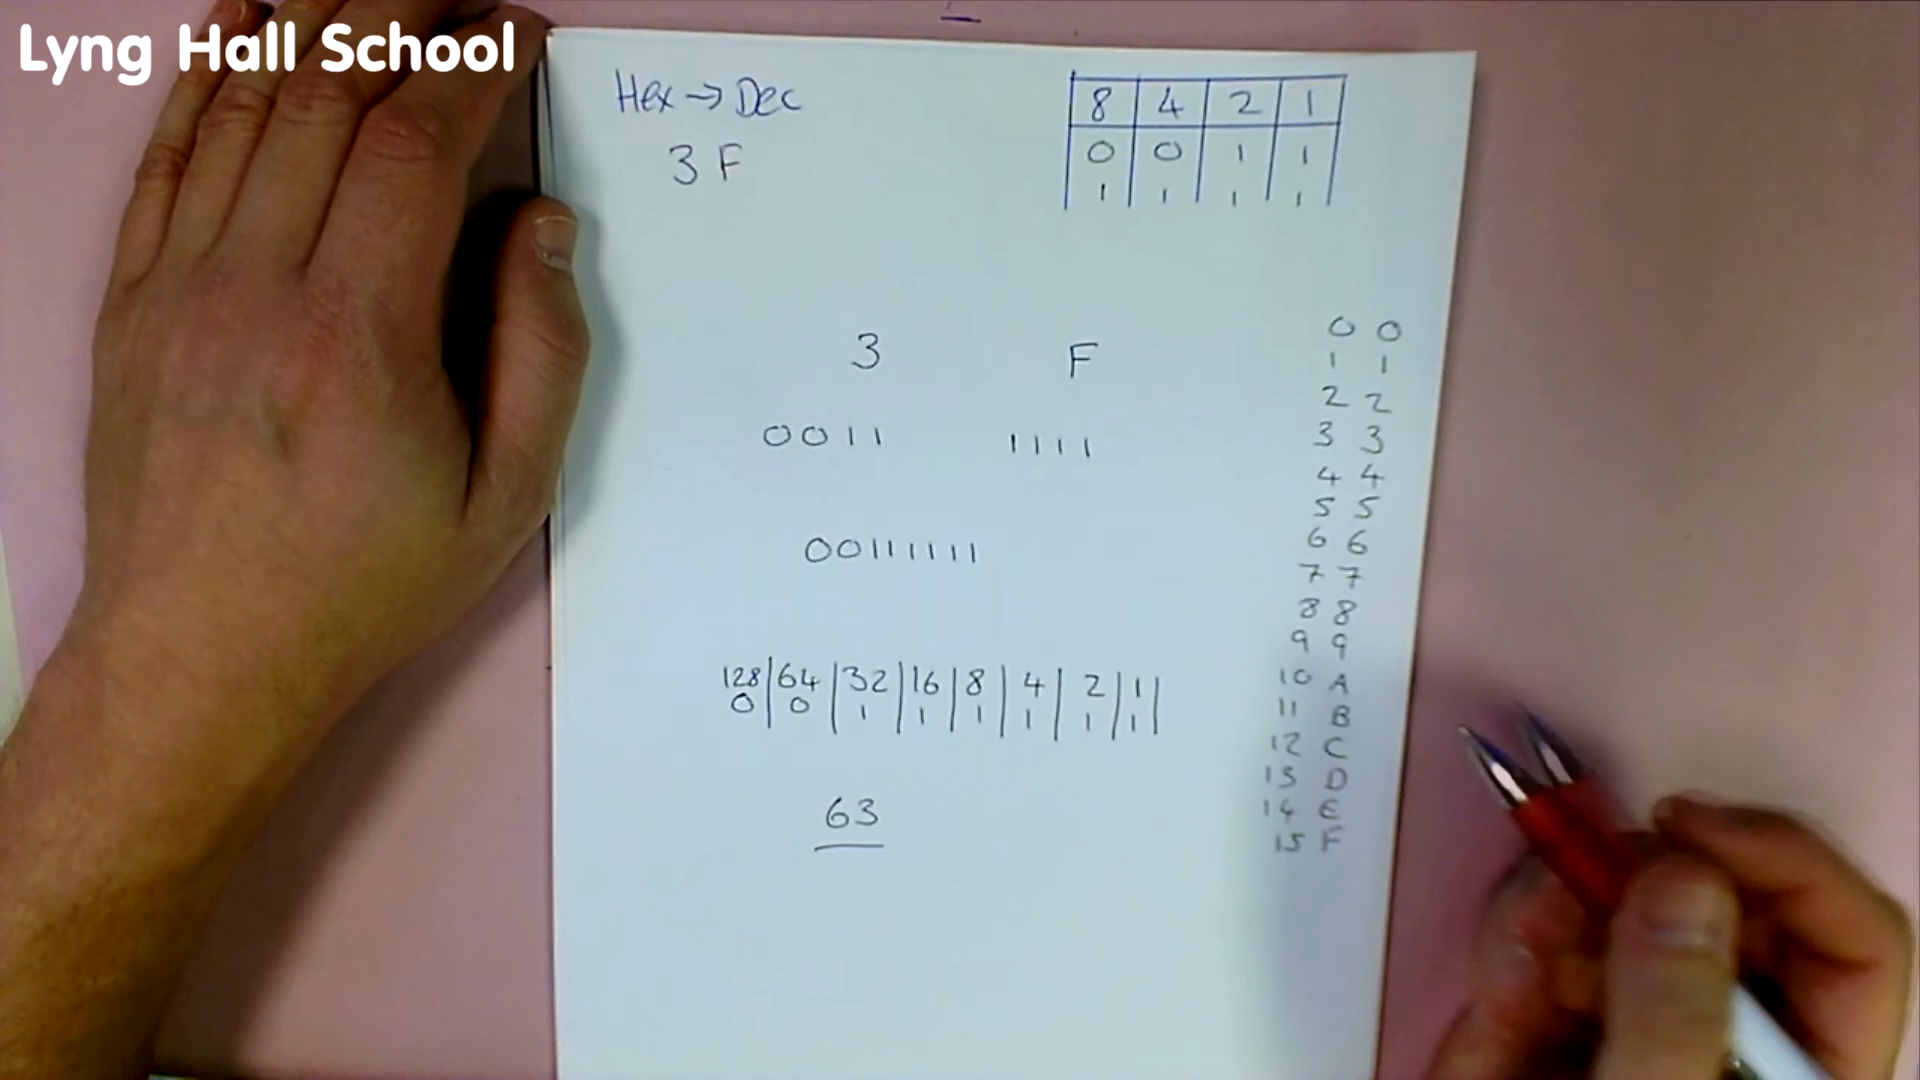 Lyng Hall School
Hex → Dec
3F
8 4 2 1
0 0 1 1
1 1 1 1
3 F
0011 1111
00111111
128 64 32 16 8 4 2 1
0 0 1 1 1 1 1 1
63
0 0
1 1
2 2
3 3
4 4
5 5
6 6
7 7
8 8
9 9
10 A
11 B
12 C
13 D
14 E
15 F